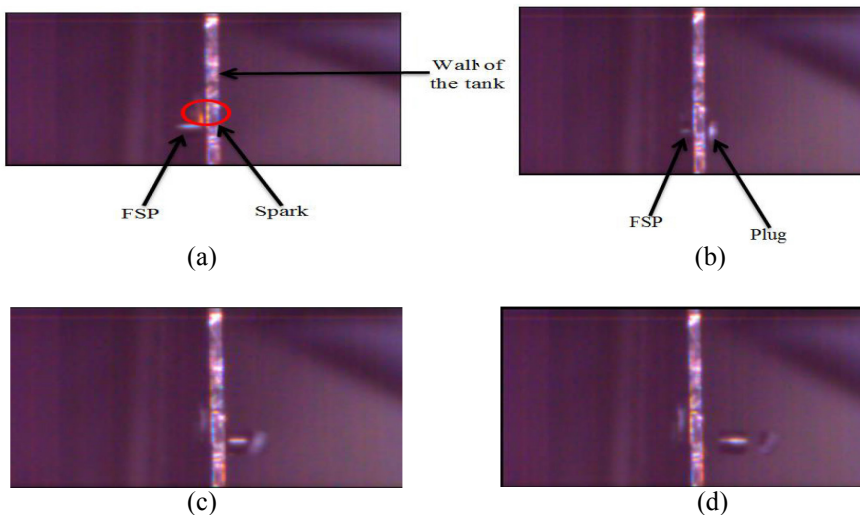 Wall of
the tank
FSP
Spark
FSP
Plug
(a)
(b)
(c)
(d)